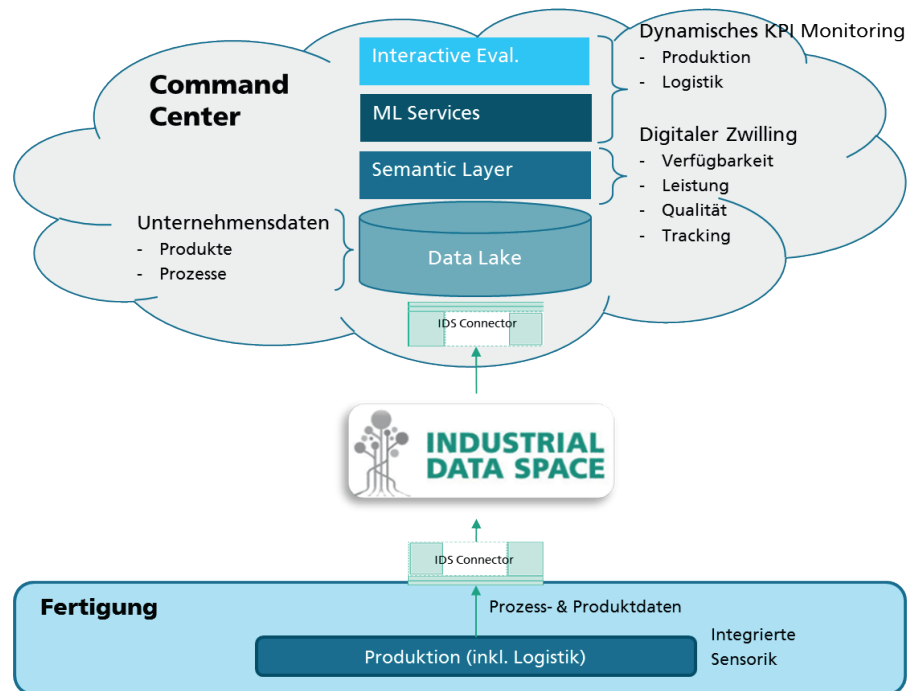 Dynamisches KPI Monitoring
- Produktion
- Logistik
Interactive Eval.
Command
Center
ML Services
Digitaler Zwilling
- Verfügbarkeit
- Leistung
- Qualität
- Tracking
Semantic Layer
Unternehmensdaten
- Produkte
- Prozesse
Data Lake
IDS Connector
INDUSTRIAL
DATA SPACE
IDS Connector
Fertigung
Prozess- & Produktdaten
Produktion (inkl. Logistik)
Integrierte
Sensorik